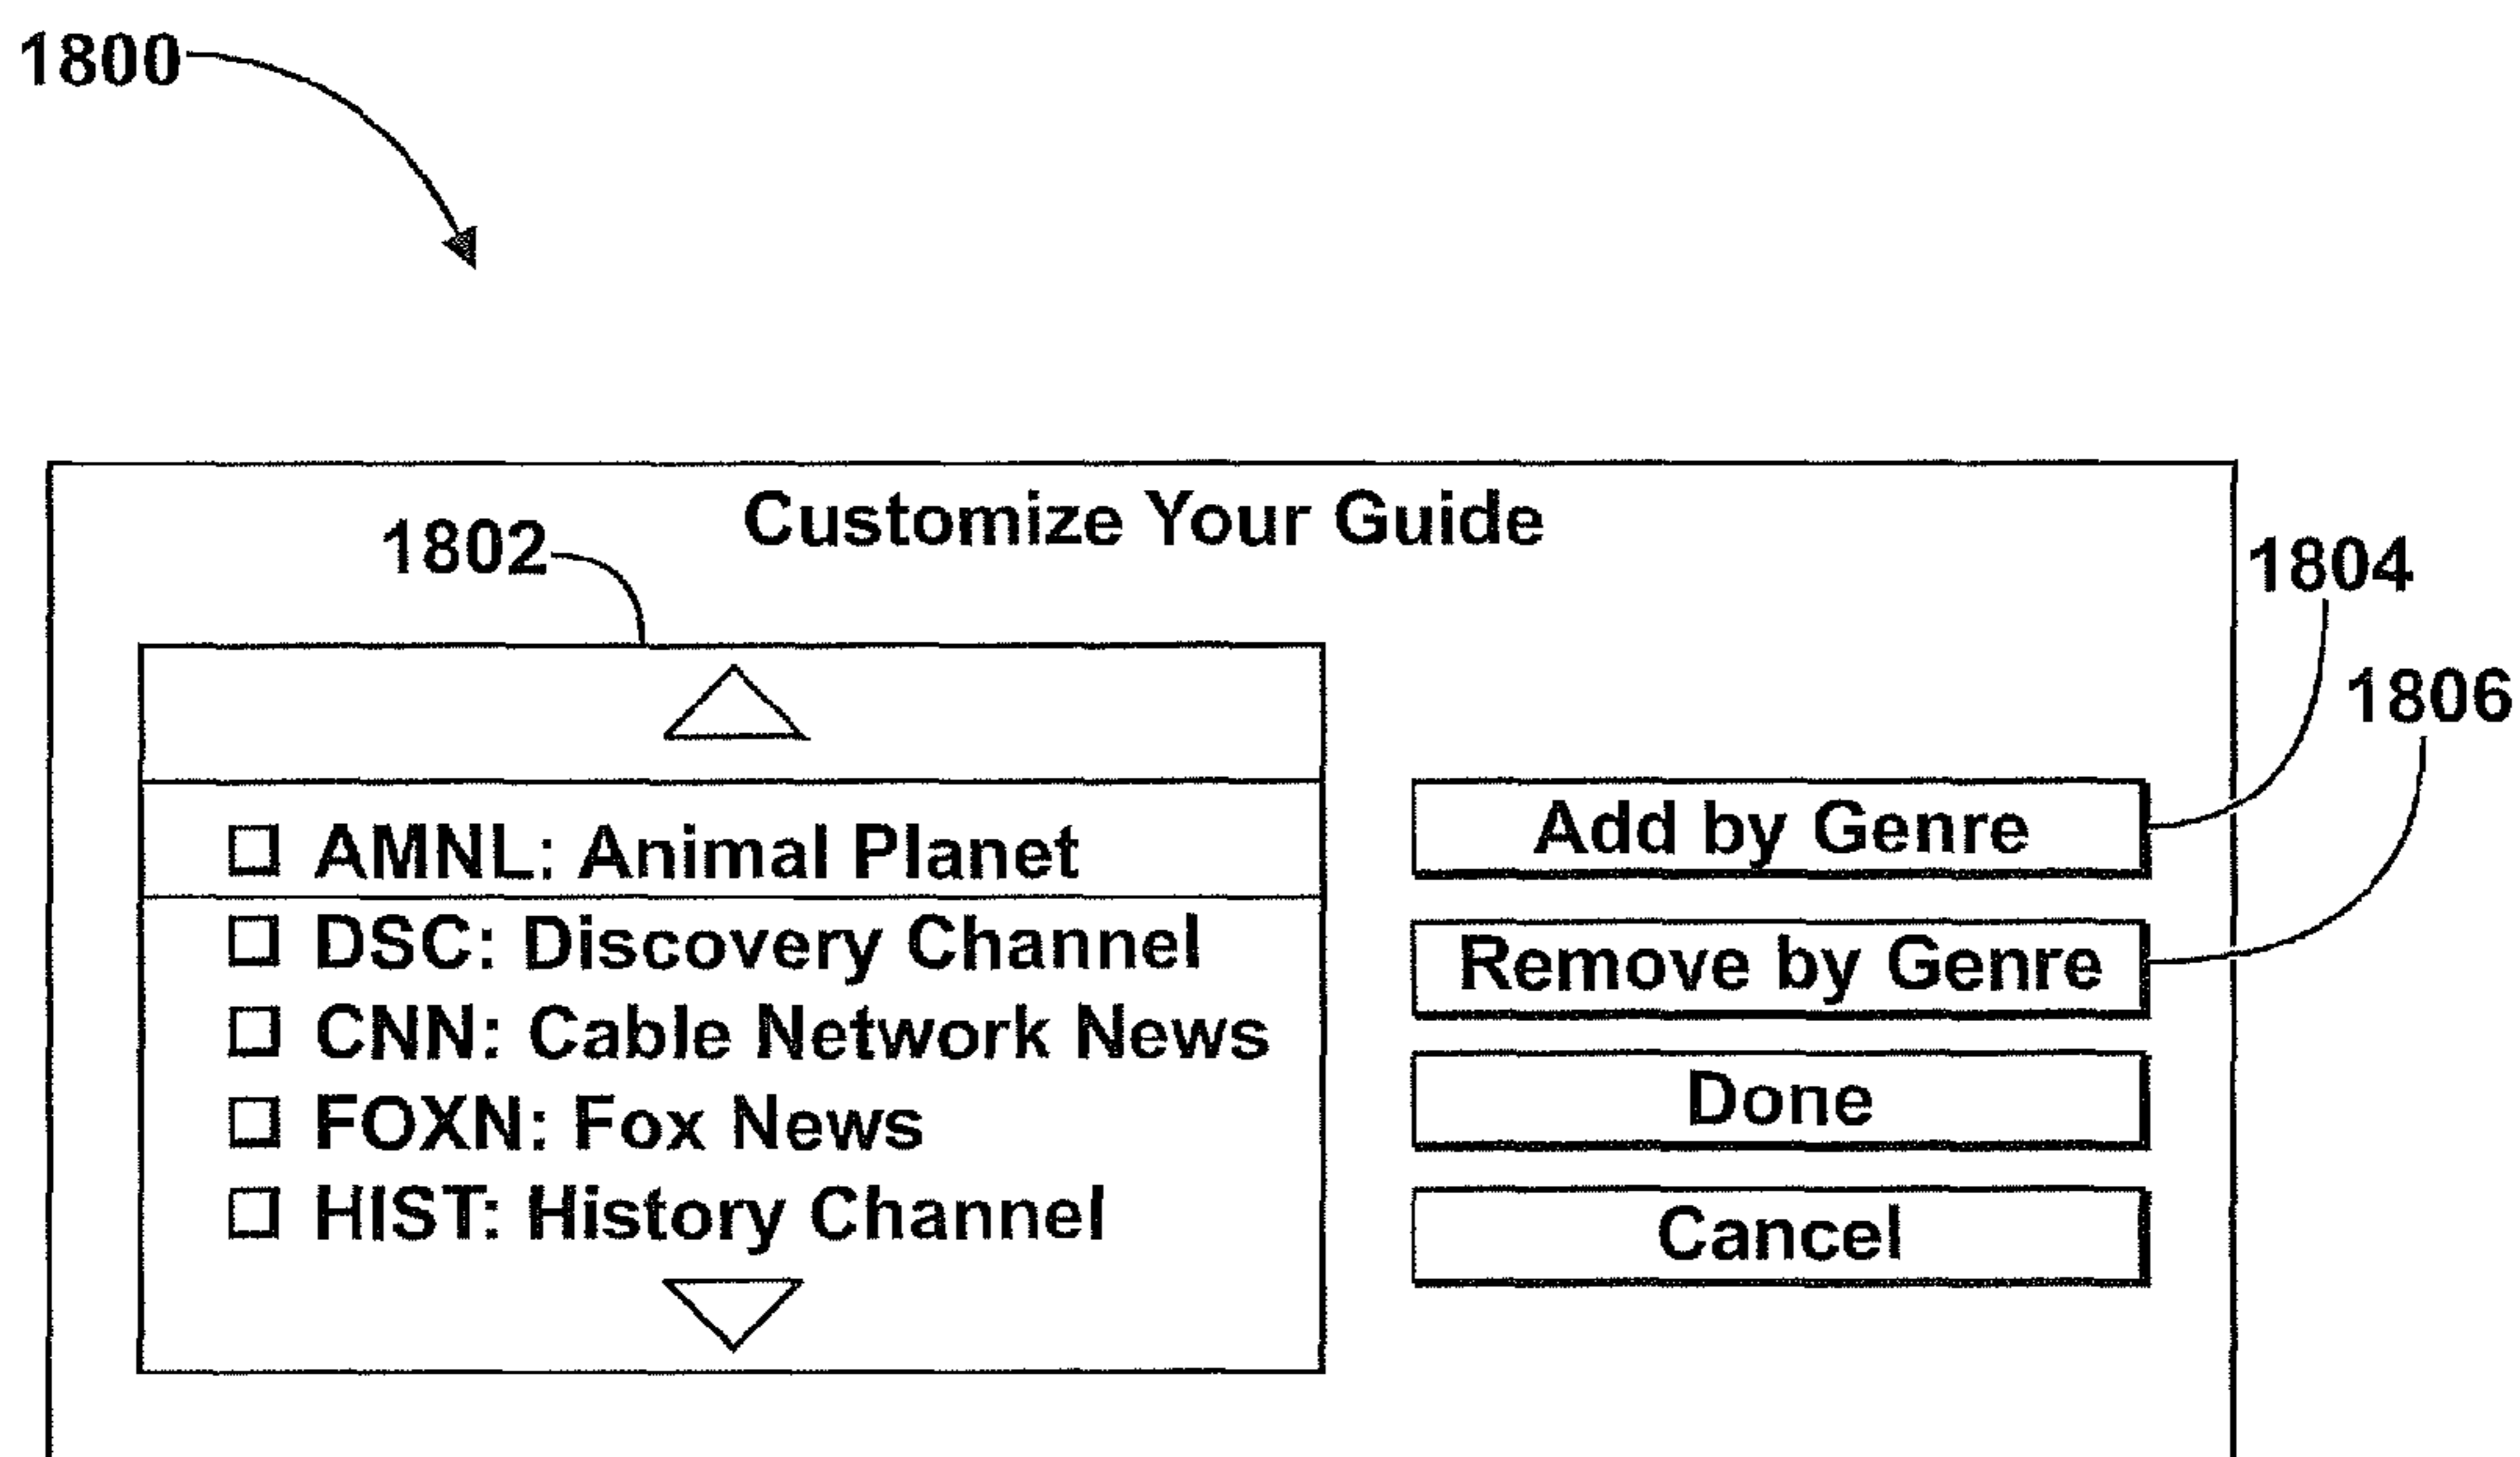 1800
Customize Your Guide
1802
1804
1806
AMNL: Animal Planet
DSC: Discovery Channel
CNN: Cable Network News
FOXN: Fox News
HIST: History Channel
Add by Genre
Remove by Genre
Done
Cancel